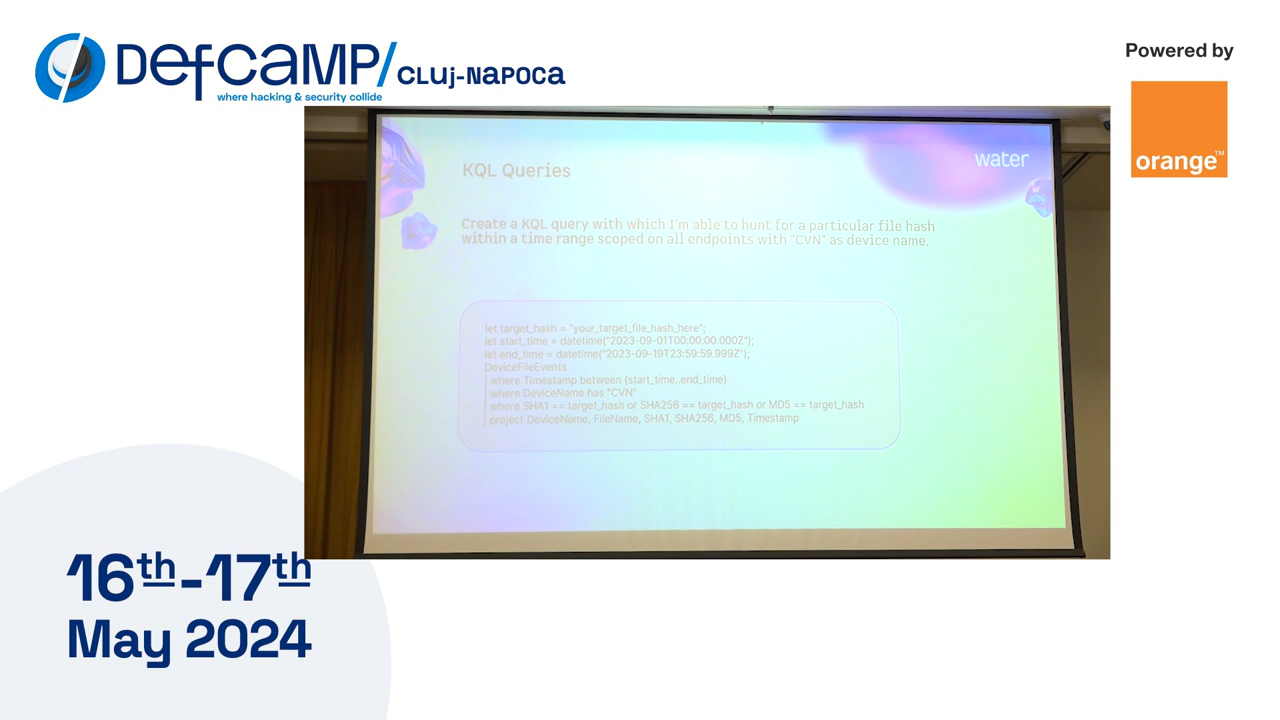 DefCamp/ CLUj-NAPOCA
where hacking & security collide
Powered by
orange™
water
KQL Queries
Create a KQL query with which I'm able to hunt for a particular file hash
within a time range scoped on all endpoints with "CVN" as device name.
let target_hash = "your_target_file_hash_here";
let start_time = datetime("2023-09-01T00:00:00.000Z");
let end_time = datetime("2023-09-19T23:59:59.999Z");
DeviceFileEvents
| where Timestamp between (start_time..end_time)
| where DeviceName has "CVN"
| where SHA1 == target_hash or SHA256 == target_hash or MD5 == target_hash
| project DeviceName, FileName, SHA1, SHA256, MD5, Timestamp
16th-17th
May 2024